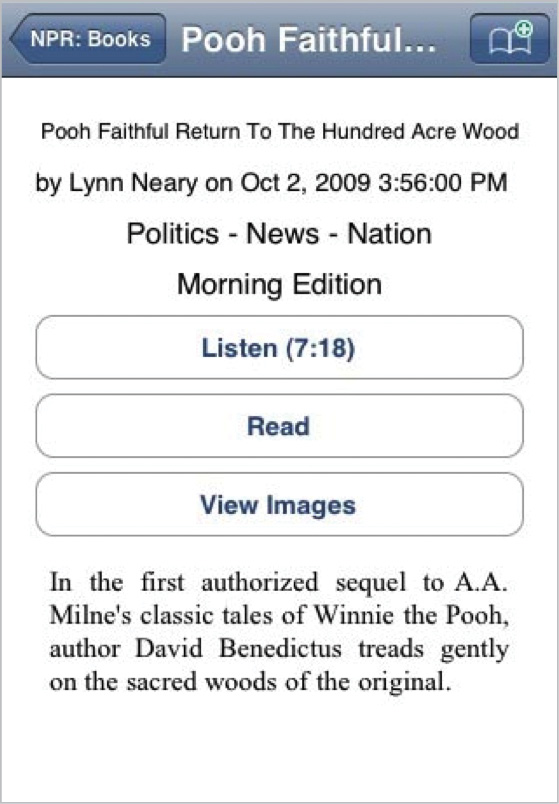 NPR: Books
Pooh Faithful...
Pooh Faithful Return To The Hundred Acre Wood
by Lynn Neary on Oct 2, 2009 3:56:00 PM
Politics - News - Nation
Morning Edition
Listen (7:18)
Read
View Images
In the first authorized sequel to A.A.
Milne's classic tales of Winnie the Pooh,
author David Benedictus treads gently
on the sacred woods of the original.